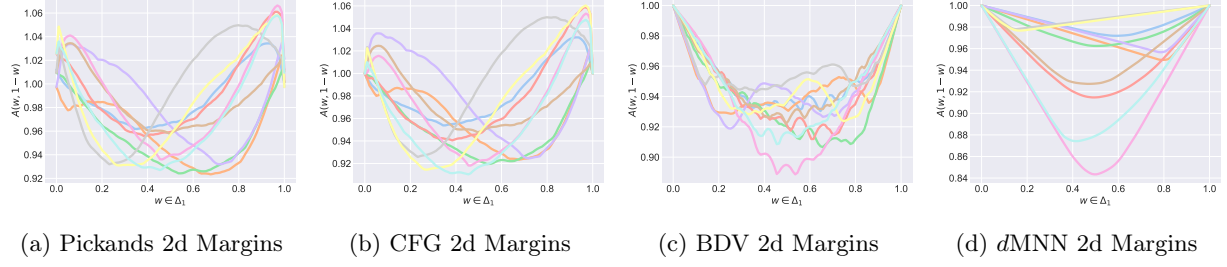 1.06
1.04
1.02
1.00
0.98
0.96
0.94
0.92
A(w, 1 − w)
0.0 0.2 0.4 0.6 0.8 1.0
w ∈ Δ₁
1.06
1.04
1.02
1.00
0.98
0.96
0.94
0.92
A(w, 1 − w)
0.0 0.2 0.4 0.6 0.8 1.0
w ∈ Δ₁
1.00
0.98
0.96
0.94
0.92
0.90
A(w, 1 − w)
0.0 0.2 0.4 0.6 0.8 1.0
w ∈ Δ₁
1.00
0.98
0.96
0.94
0.92
0.90
0.88
0.86
0.84
A(w, 1 − w)
0.0 0.2 0.4 0.6 0.8 1.0
w ∈ Δ₁
(a) Pickands 2d Margins
(b) CFG 2d Margins
(c) BDV 2d Margins
(d) dMNN 2d Margins